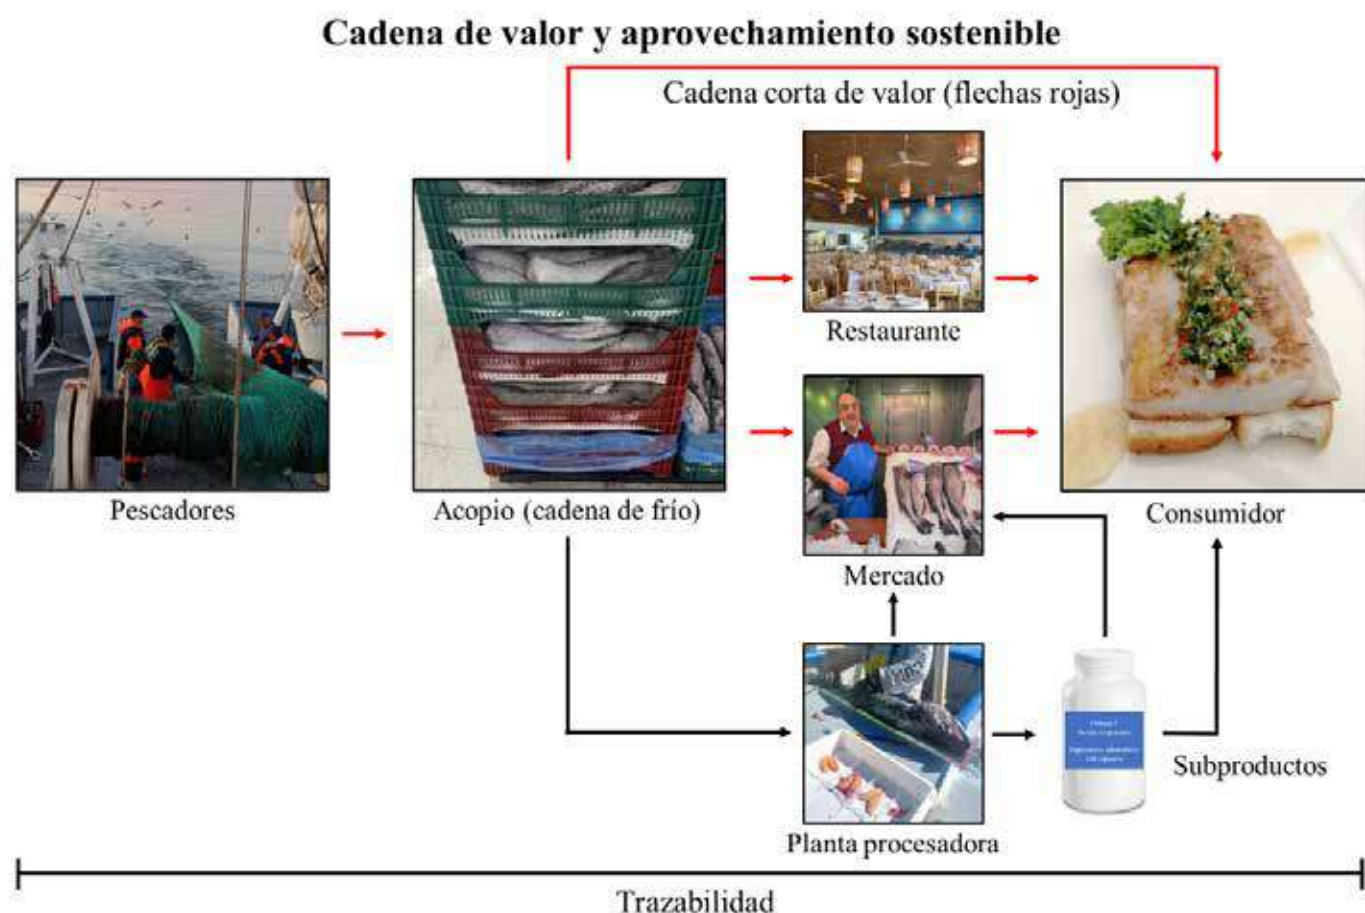 Cadena de valor y aprovechamiento sostenible
Cadena corta de valor (flechas rojas)
Restaurante
Pescadores
Acopio (cadena de frío)
Consumidor
Mercado
Subproductos
Planta procesadora
Trazabilidad